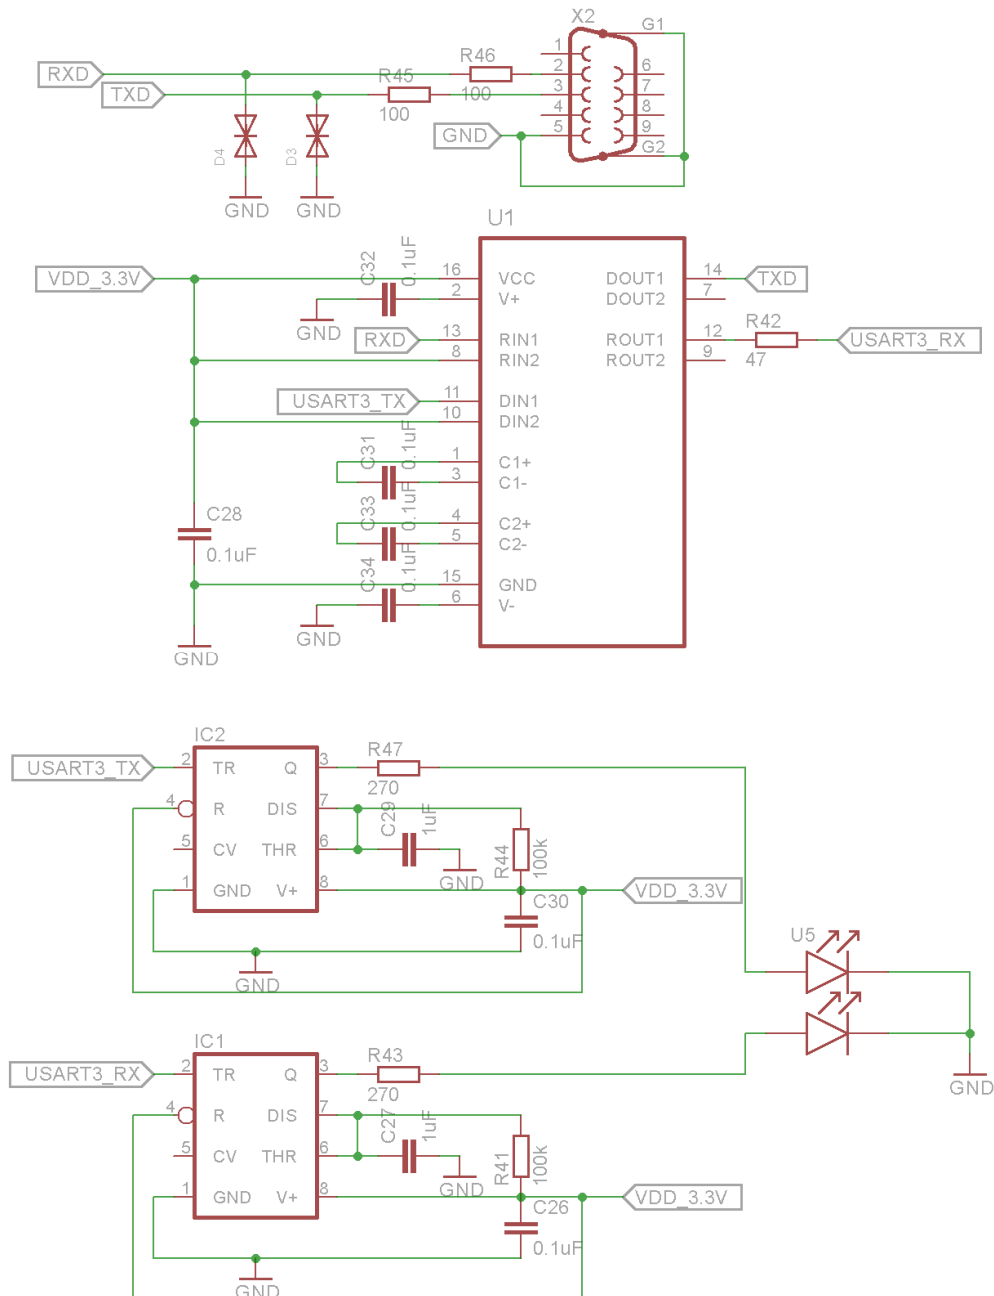 X2
G1
1
R46
RXD
2
6
R45
TXD
100
3
7
100
4
8
GND
5
9
G2
D4
D3
GND
GND
U1
C32
0.1uF
VDD_3.3V
16
VCC
DOUT1
14
TXD
2
V+
DOUT2
7
GND
RXD
13
RIN1
ROUT1
12
R42
47
USART3_RX
8
RIN2
ROUT2
9
USART3_TX
11
DIN1
10
DIN2
C31
0.1uF
1
C1+
3
C1-
C33
0.1uF
4
C2+
5
C2-
C28
0.1uF
C34
0.1uF
15
GND
6
V-
GND
GND
IC2
USART3_TX
2
TR
Q
3
R47
270
4
R
DIS
7
C29
1uF
5
CV
THR
6
R44
100k
GND
1
GND
V+
8
VDD_3.3V
C30
0.1uF
GND
U5
GND
IC1
USART3_RX
2
TR
Q
3
R43
270
4
R
DIS
7
C27
1uF
5
CV
THR
6
R41
100k
GND
1
GND
V+
8
VDD_3.3V
C26
0.1uF
GND